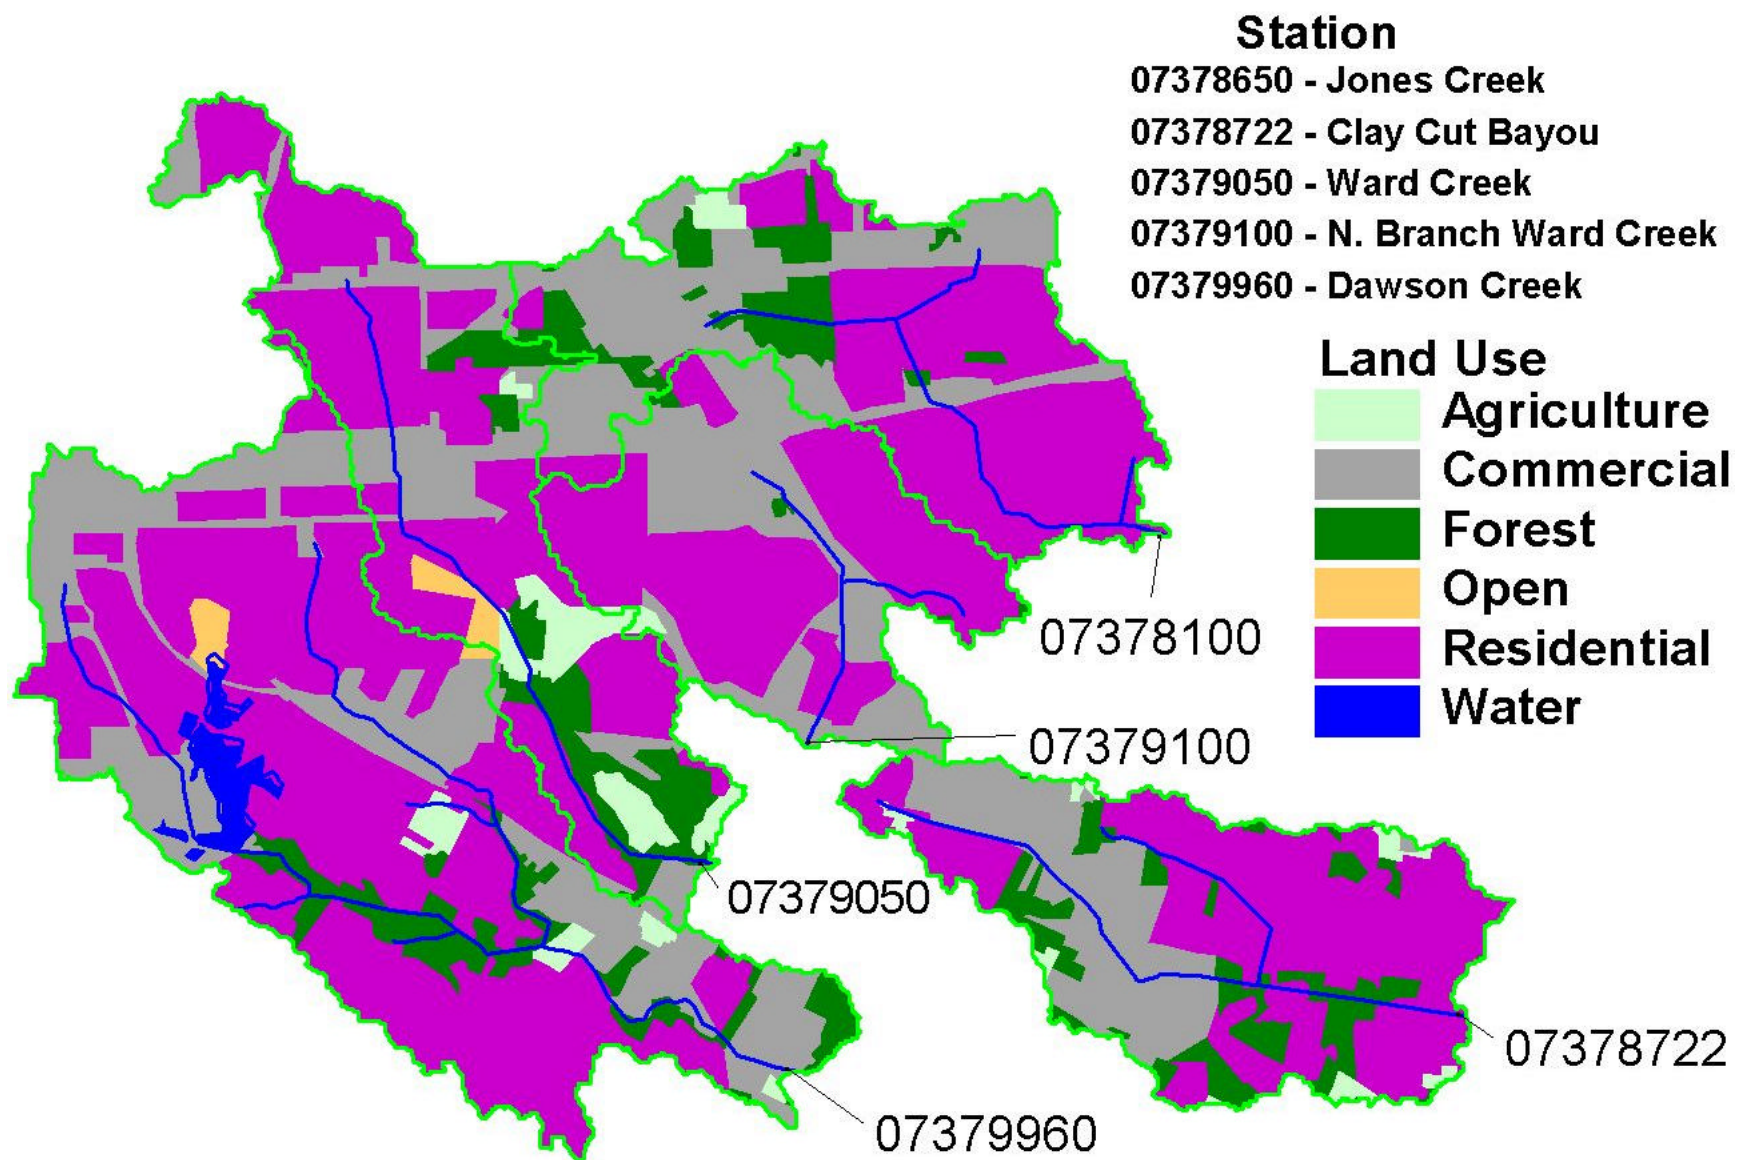 Station
07378650 - Jones Creek
07378722 - Clay Cut Bayou
07379050 - Ward Creek
07379100 - N. Branch Ward Creek
07379960 - Dawson Creek
Land Use
Agriculture
Commercial
Forest
Open
Residential
Water
07378100
07379100
07379050
07378722
07379960